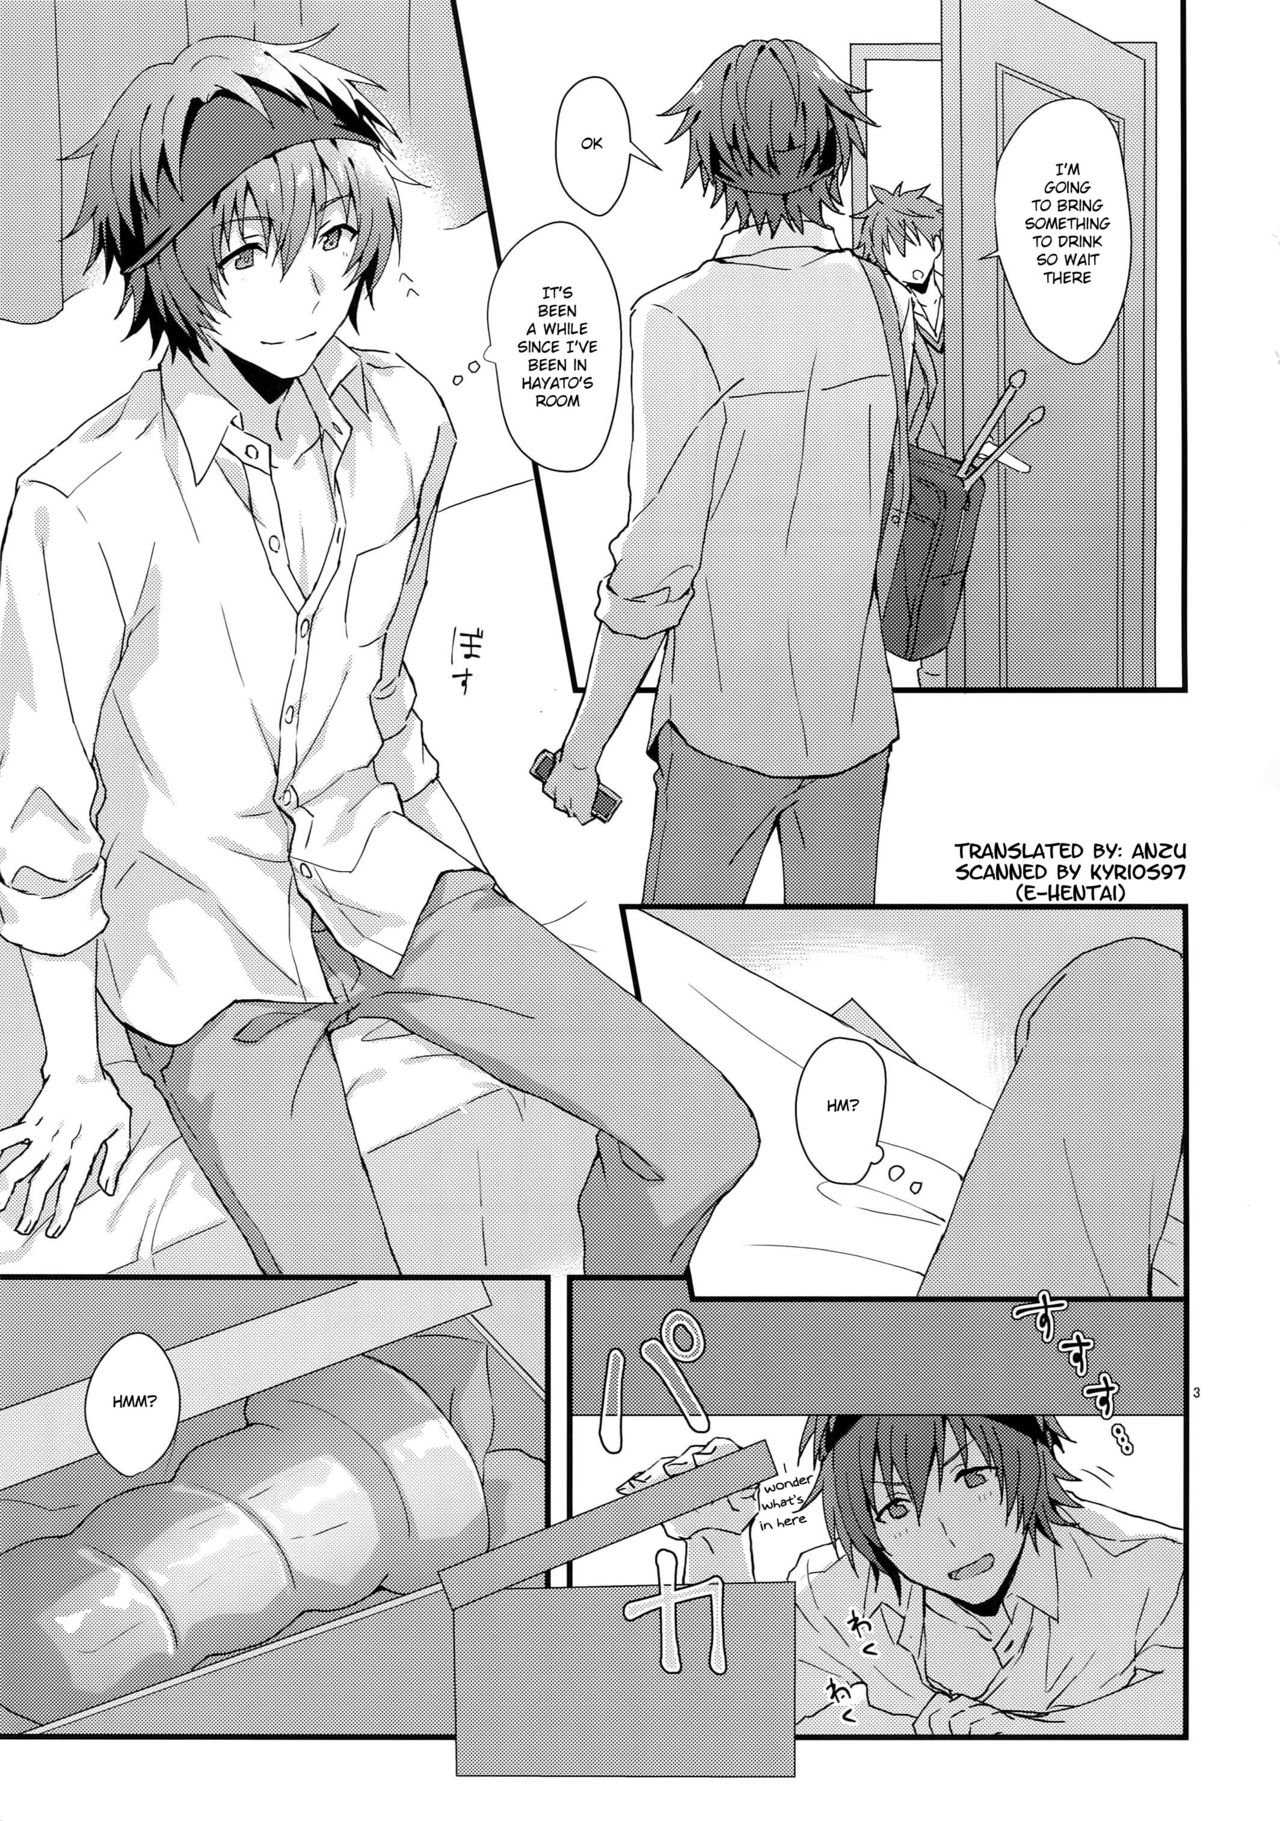 I'M
GOING
TO BRING
SOMETHING
TO DRINK
SO WAIT
THERE
OK
IT'S
BEEN
A WHILE
SINCE I'VE
BEEN IN
HAYATO'S
ROOM
ぼす
TRANSLATED BY: ANZU
SCANNED BY KYRIOS97
(E-HENTAI)
HM?
すすす…
パカ
I
wonder
what's
in here
わく
わく
HMM?
3